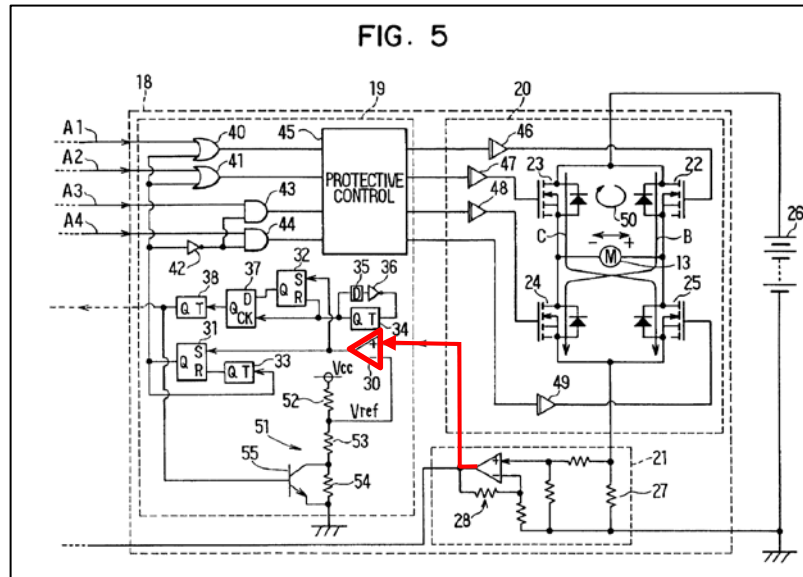 FIG. 5
18
19
20
A1
40
45
46
A2
41
47
23
22
A3
43
PROTECTIVE
CONTROL
48
50
A4
44
26
C
- +
B
42
M
13
38
37
32
35
36
24
25
Q T
D
Q
CK
S
R
D
Q T
34
31
Q
S
R
33
Q T
+
-
30
Vcc
49
52
Vref
51
53
21
55
54
+
-
28
27